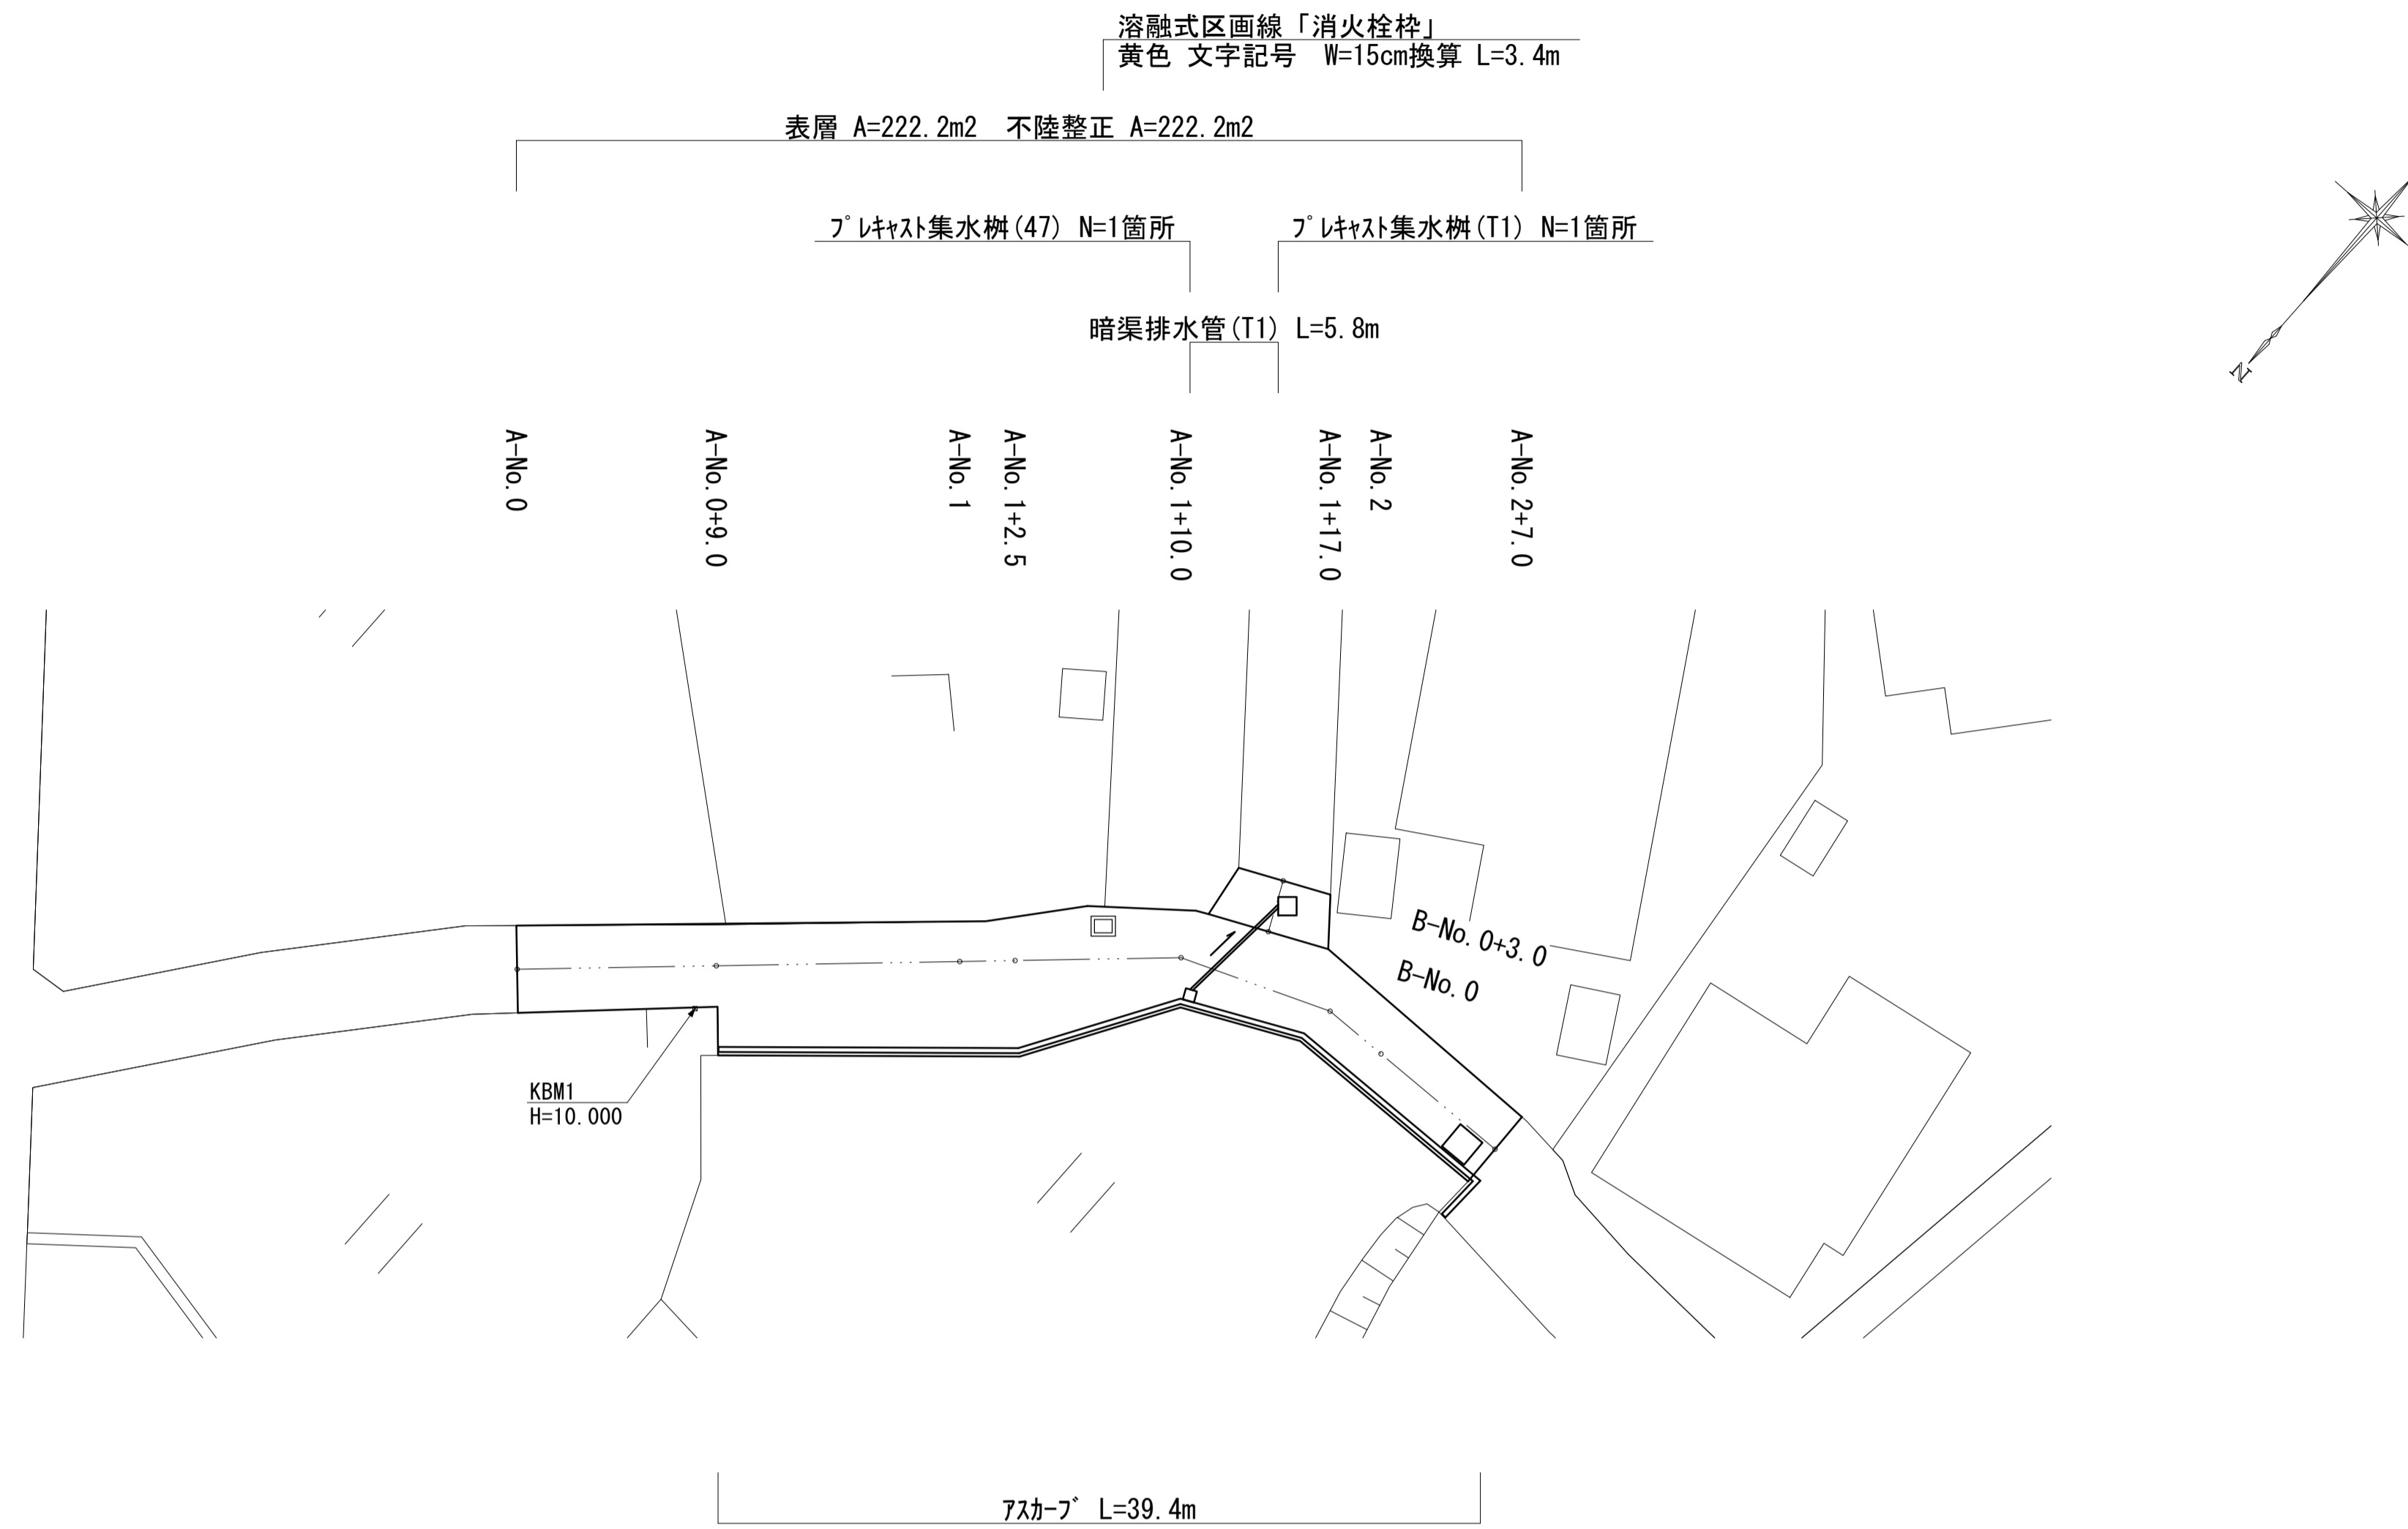 溶融式区画線「消火栓枠」
黄色 文字記号　W=15cm換算 L=3.4m
表層 A=222.2m2　不陸整正 A=222.2m2
ﾌﾟﾚｷｬｽﾄ集水桝(47) N=1箇所
ﾌﾟﾚｷｬｽﾄ集水桝(T1) N=1箇所
暗渠排水管(T1) L=5.8m
N
A-No.0
A-No.0+9.0
A-No.1
A-No.1+2.5
A-No.1+10.0
A-No.1+17.0
A-No.2
A-No.2+7.0
B-No.0+3.0
B-No.0
KBM1
H=10.000
ｱｽｶｰﾌﾞ L=39.4m